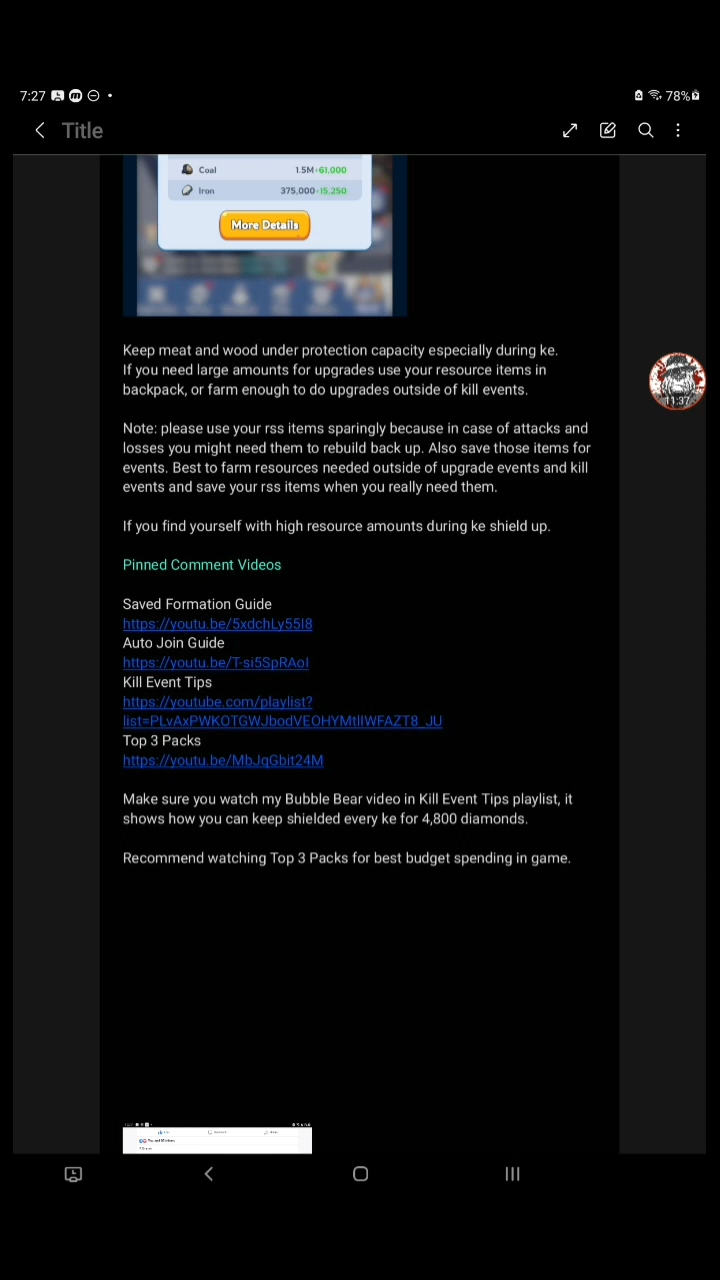 7:27
78%
Title
Coal 1.5M+61,000
Iron 375,000+15,250
More Details
Keep meat and wood under protection capacity especially during ke.
If you need large amounts for upgrades use your resource items in
backpack, or farm enough to do upgrades outside of kill events.
11:37
Note: please use your rss items sparingly because in case of attacks and
losses you might need them to rebuild back up. Also save those items for
events. Best to farm resources needed outside of upgrade events and kill
events and save your rss items when you really need them.
If you find yourself with high resource amounts during ke shield up.
Pinned Comment Videos
Saved Formation Guide
https://youtu.be/5xdchLy55I8
Auto Join Guide
https://youtu.be/T-si5SpRAoI
Kill Event Tips
https://youtube.com/playlist?
list=PLvAxPWKOTGWJbodVEOHYMtlIWFAZT8_JU
Top 3 Packs
https://youtu.be/MbJqGbit24M
Make sure you watch my Bubble Bear video in Kill Event Tips playlist, it
shows how you can keep shielded every ke for 4,800 diamonds.
Recommend watching Top 3 Packs for best budget spending in game.